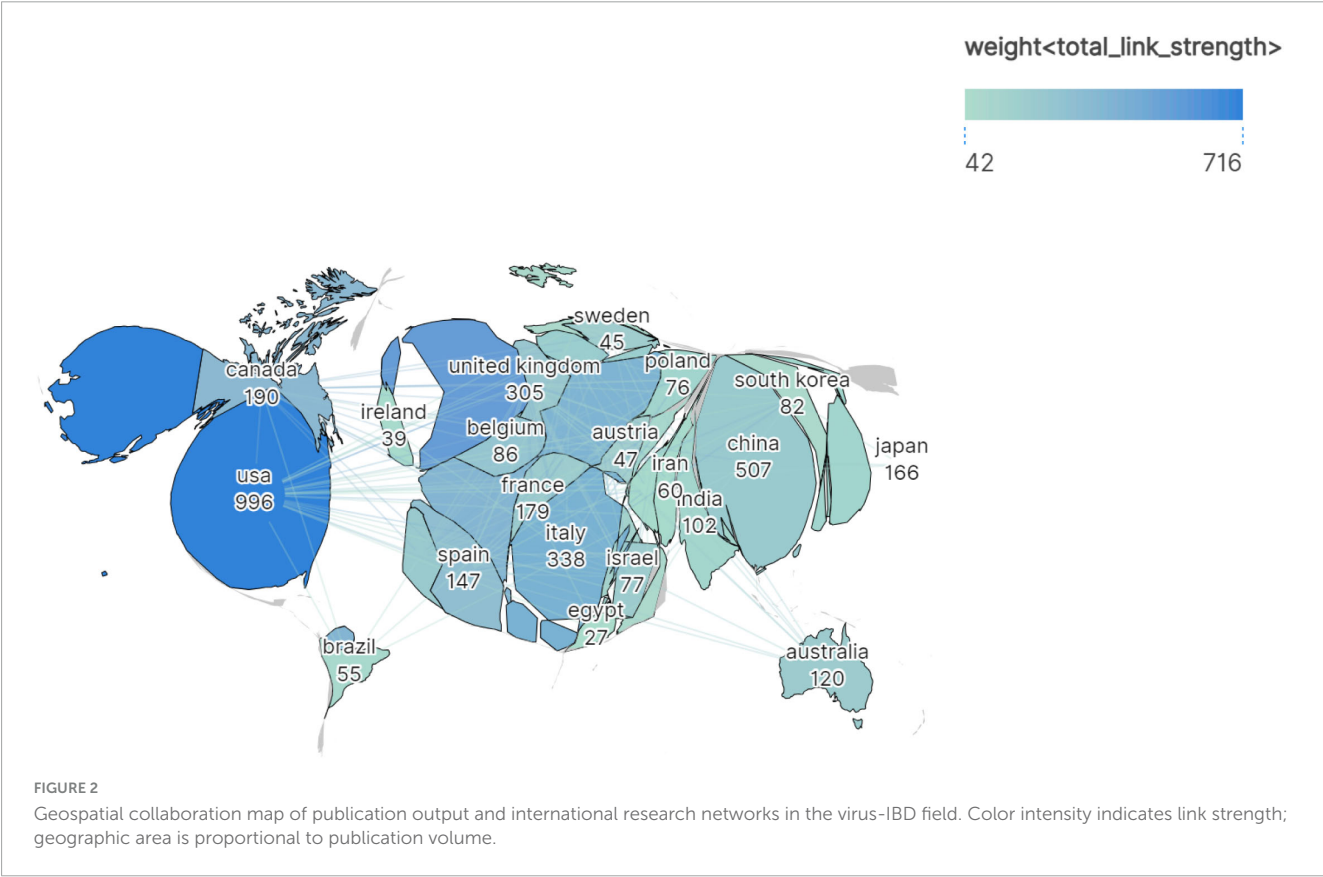 weight<total_link_strength>
42
716
sweden
45
united kingdom
305
poland
76
canada
190
south korea
82
ireland
39
belgium
86
austria
47
china
507
japan
166
usa
996
iran
60
india
102
france
179
italy
338
spain
147
israel
77
egypt
27
brazil
55
australia
120
FIGURE 2
Geospatial collaboration map of publication output and international research networks in the virus-IBD field. Color intensity indicates link strength;
geographic area is proportional to publication volume.